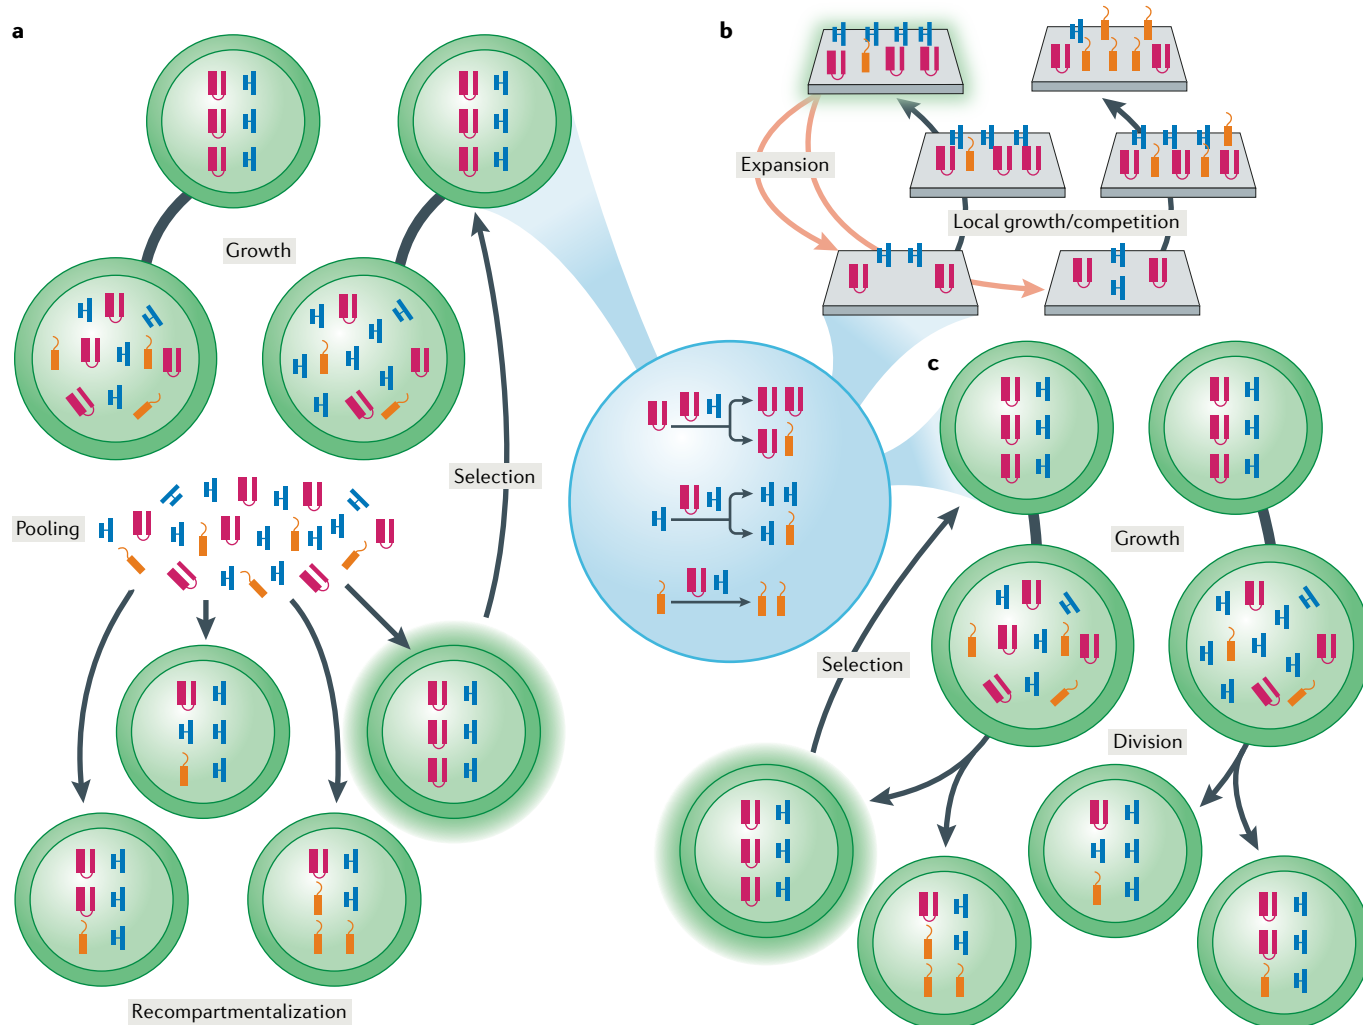 a
Growth
Selection
Pooling
Recompartmentalization
b
Expansion
Local growth/competition
c
Growth
Selection
Division